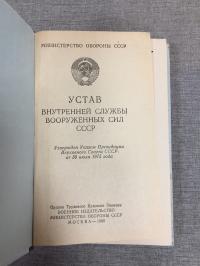 МИНИСТЕРСТВО ОБОРОНЫ СССР
УСТАВ
ВНУТРЕННЕЙ СЛУЖБЫ
ВООРУЖЕННЫХ СИЛ
СССР
Утвержден Указом Президиума
Верховного Совета СССР
от 30 июля 1975 года
Ордена Трудового Красного Знамени
ВОЕННОЕ ИЗДАТЕЛЬСТВО
МИНИСТЕРСТВА ОБОРОНЫ СССР
МОСКВА—